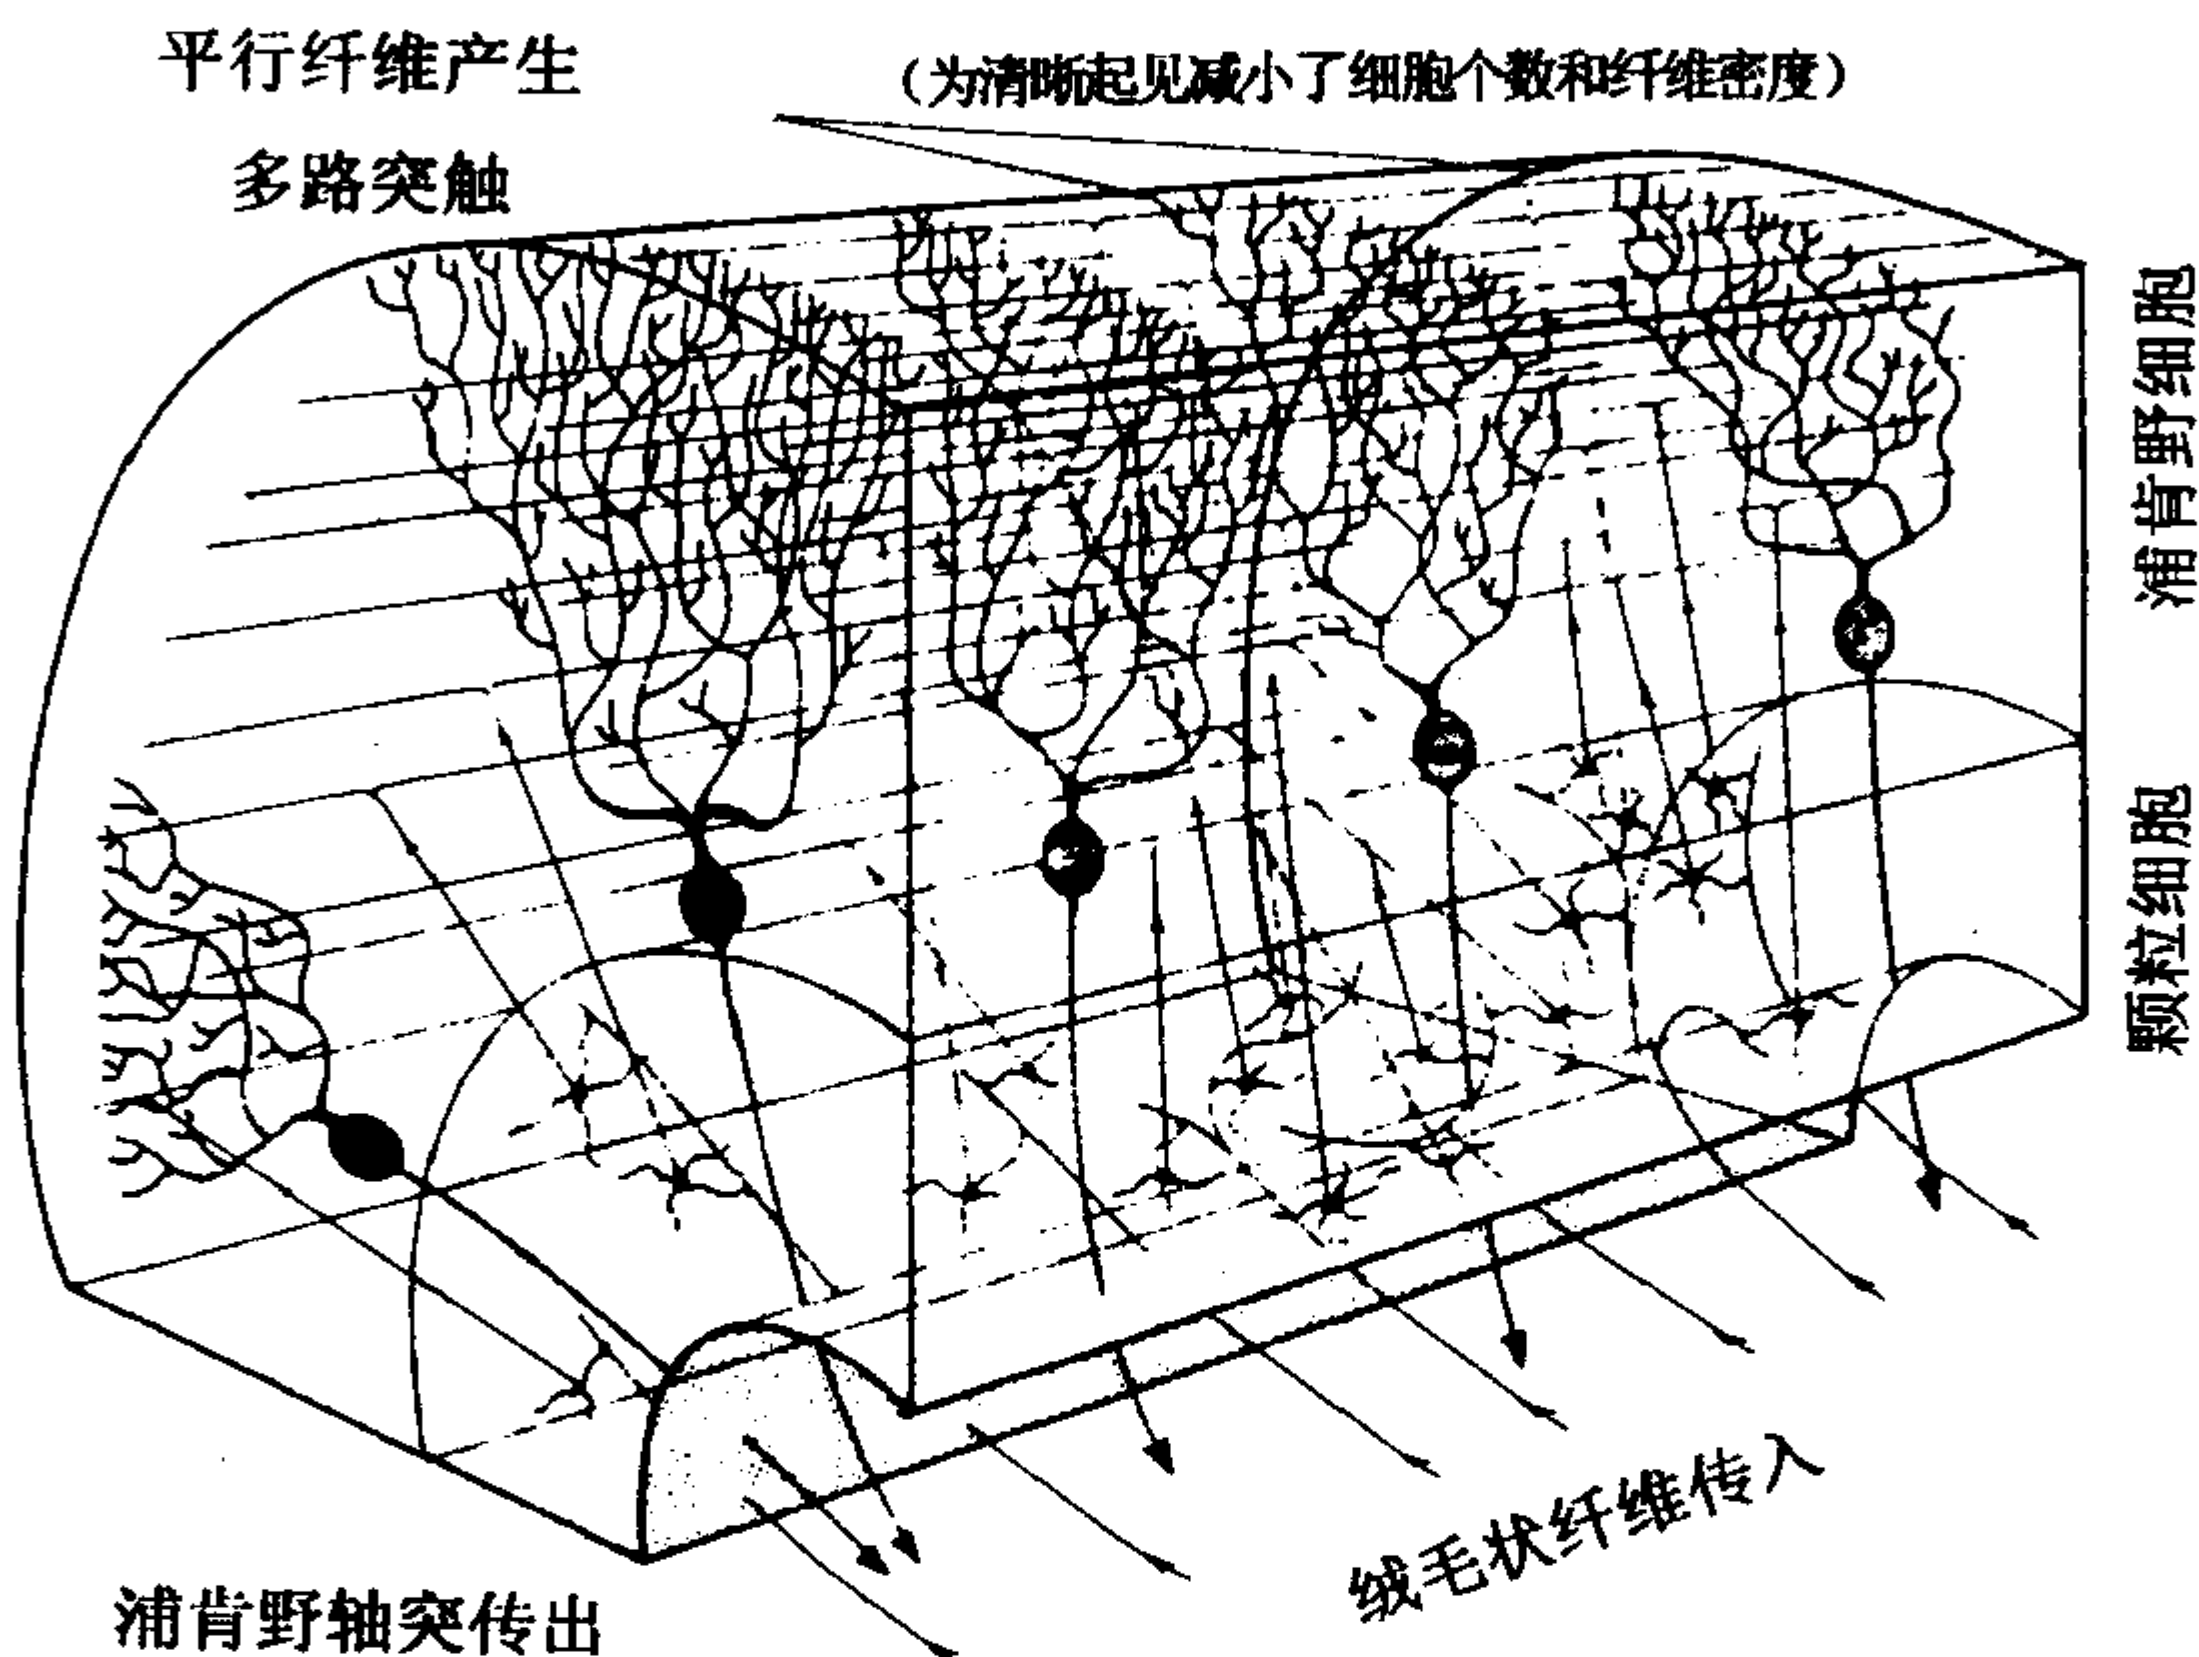 平行纤维产生
多路突触
（为清晰起见减小了细胞个数和纤维密度）
浦肯野细胞
颗粒细胞
绒毛状纤维传入
浦肯野轴突传出